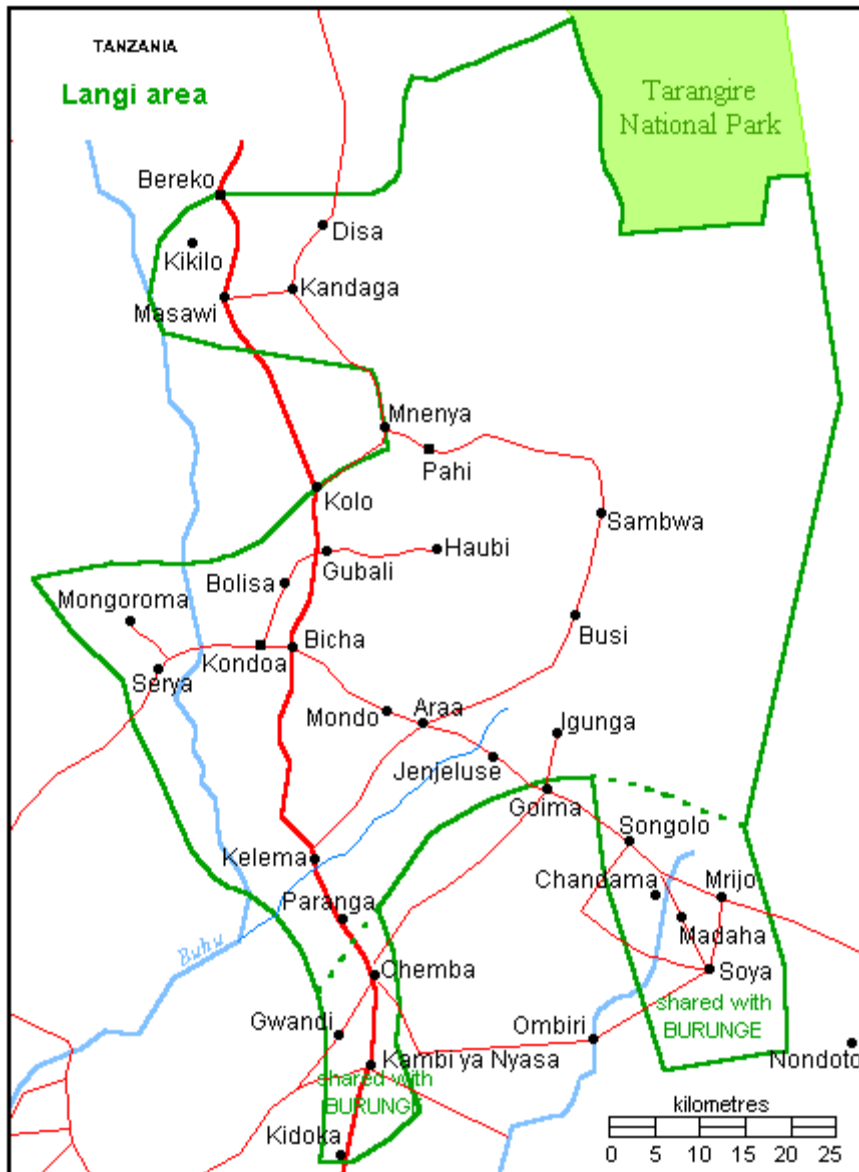 TANZANIA
Langi area
Tarangire
National Park
Bereko
Disa
Kikilo
Kandaga
Masawi
Mnenya
Pahi
Kolo
Sambwa
Haubi
Gubali
Bolisa
Mongoroma
Busi
Bicha
Kondoa
Serya
Mondo
Araa
Igunga
Jenjeluse
Goima
Songolo
Kelema
Chandama
Mrijo
Paranga
Madaha
Buhu
Chemba
Soya
shared with
BURUNGE
Gwandi
Ombiri
Nondoto
Kambi ya Nyasa
shared with
BURUNGE
Kidoka
kilometres
0 5 10 15 20 25